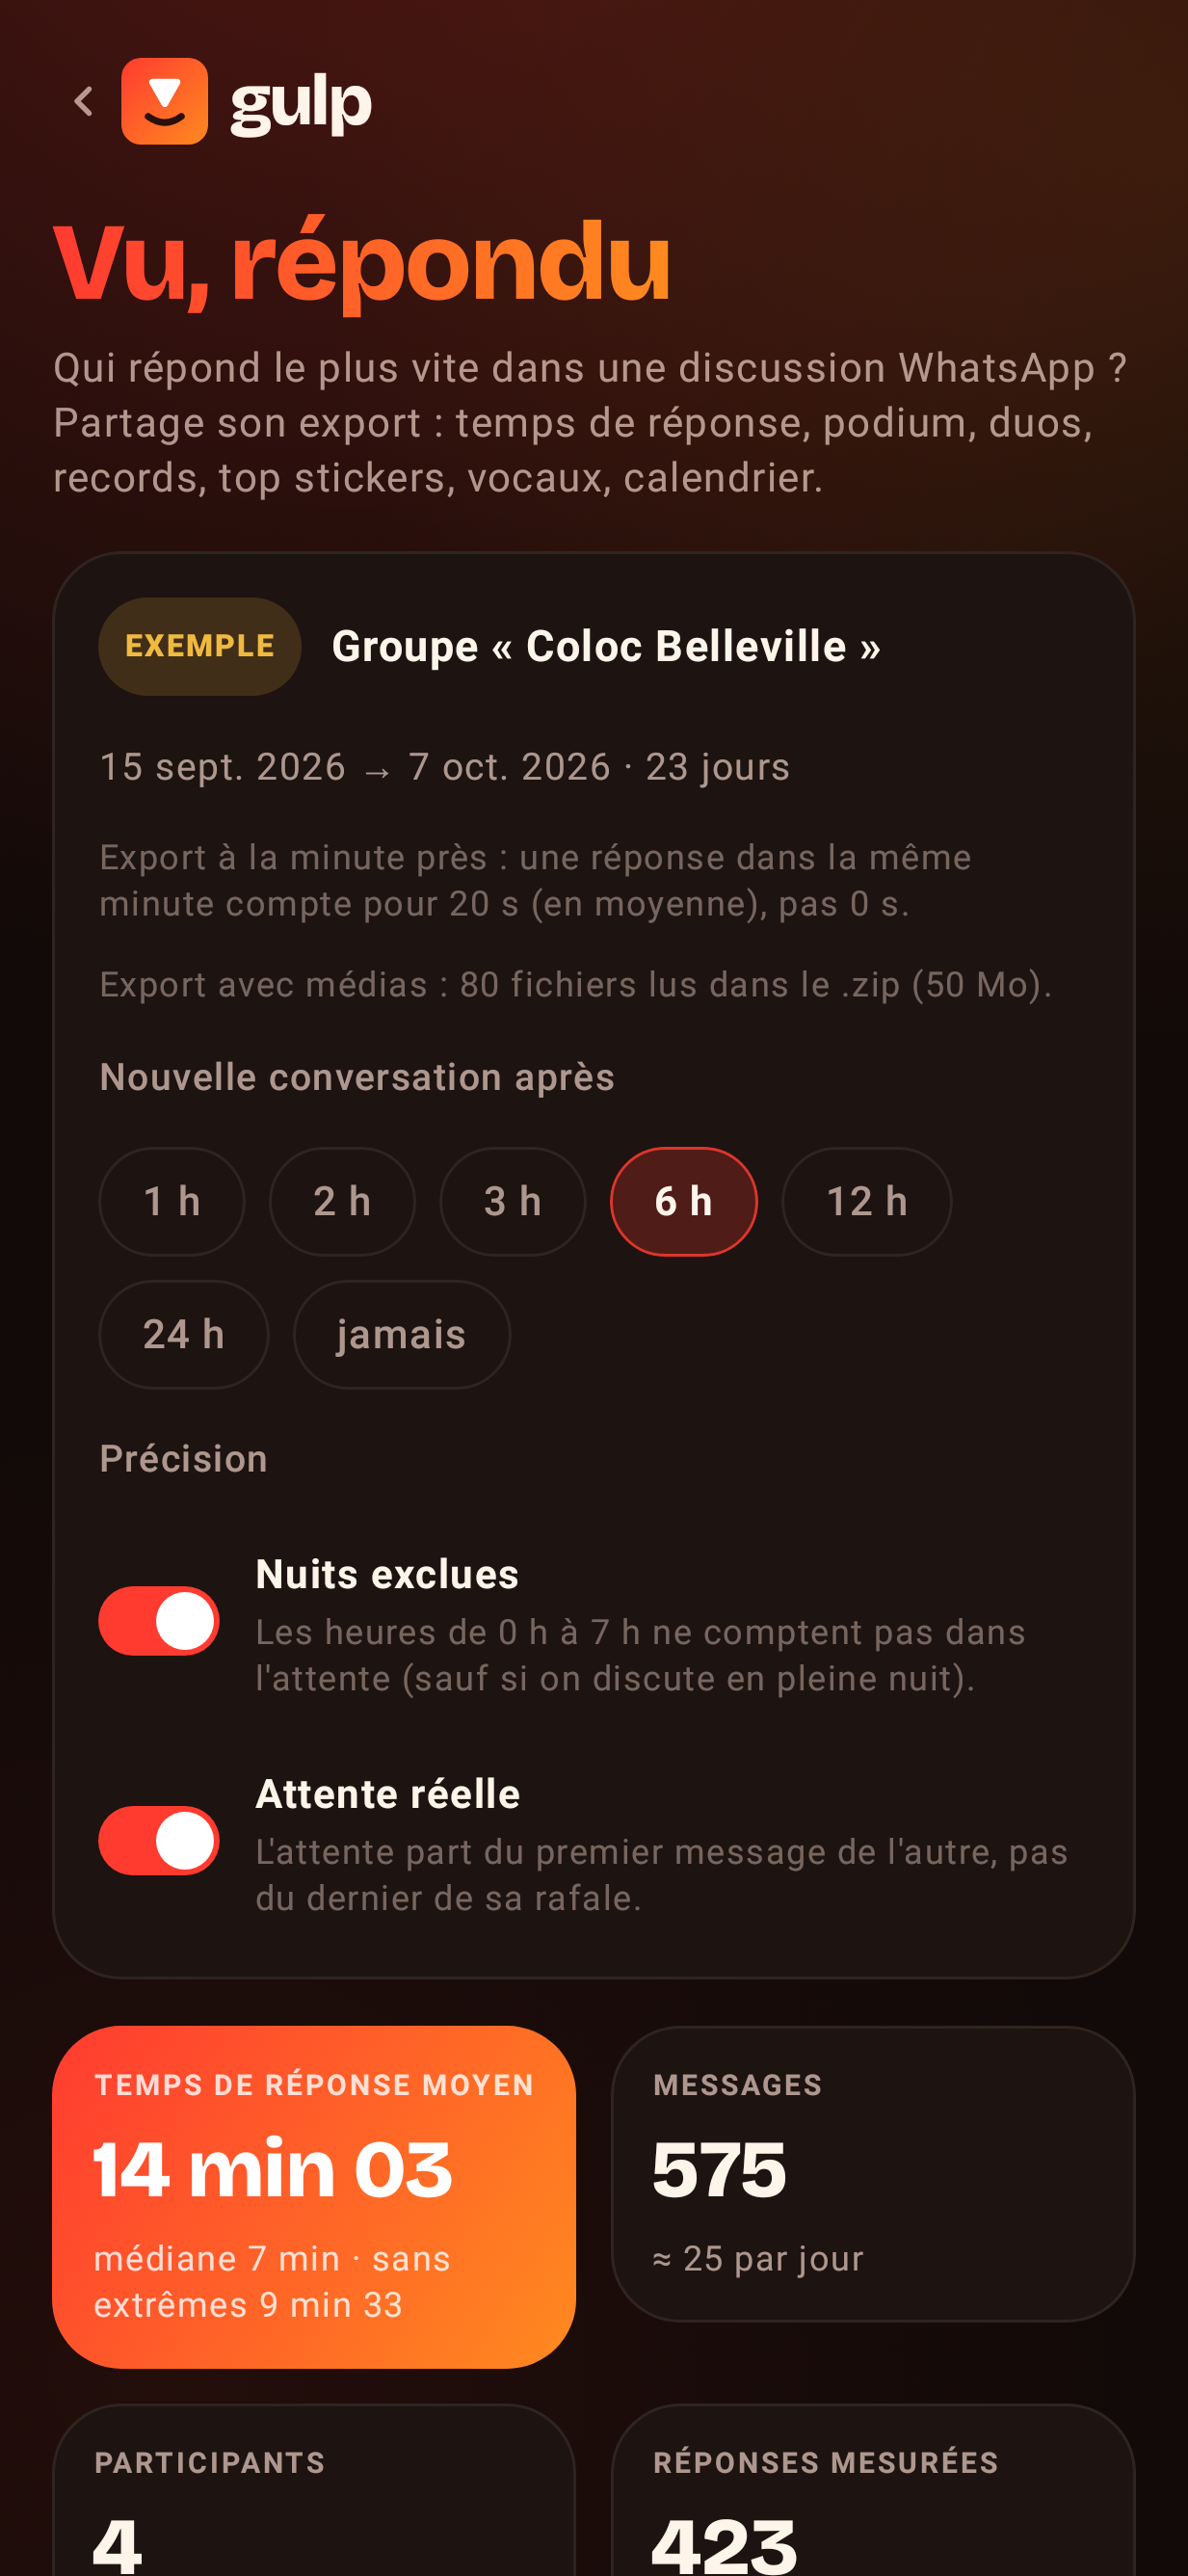 gulp
Vu, répondu
Qui répond le plus vite dans une discussion WhatsApp ?
Partage son export : temps de réponse, podium, duos,
records, top stickers, vocaux, calendrier.
EXEMPLE
Groupe « Coloc Belleville »
15 sept. 2026 → 7 oct. 2026 · 23 jours
Export à la minute près : une réponse dans la même
minute compte pour 20 s (en moyenne), pas 0 s.
Export avec médias : 80 fichiers lus dans le .zip (50 Mo).
Nouvelle conversation après
1 h
2 h
3 h
6 h
12 h
24 h
jamais
Précision
Nuits exclues
Les heures de 0 h à 7 h ne comptent pas dans
l'attente (sauf si on discute en pleine nuit).
Attente réelle
L'attente part du premier message de l'autre, pas
du dernier de sa rafale.
TEMPS DE RÉPONSE MOYEN
14 min 03
médiane 7 min · sans
extrêmes 9 min 33
MESSAGES
575
≈ 25 par jour
PARTICIPANTS
4
RÉPONSES MESURÉES
423